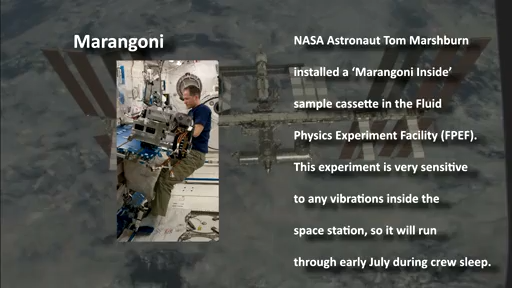 Marangoni
NASA Astronaut Tom Marshburn
installed a ‘Marangoni Inside’
sample cassette in the Fluid
Physics Experiment Facility (FPEF).
This experiment is very sensitive
to any vibrations inside the
space station, so it will run
through early July during crew sleep.